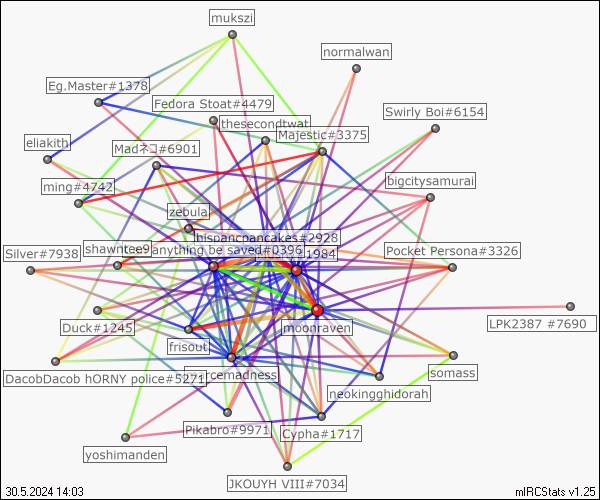 mukszi
normalwan
Eg.Master#1378
Fedora Stoat#4479
Swirly Boi#6154
thesecondtwat
Majestic#3375
eliakith
Madネコ#6901
ming#4742
bigcitysamurai
zebula
hispancpancakes#2928
shawntee9
anything be saved#0396
1984
Silver#7938
Pocket Persona#3326
LPK2387 #7690
Duck#1245
moonraven
frisout
somass
DacobDacob hORNY police#5271
rcemadness
neokingghidorah
Pikabro#9971
Cypha#1717
yoshimanden
JKOUYH VIII#7034
30.5.2024 14:03
mIRCStats v1.25